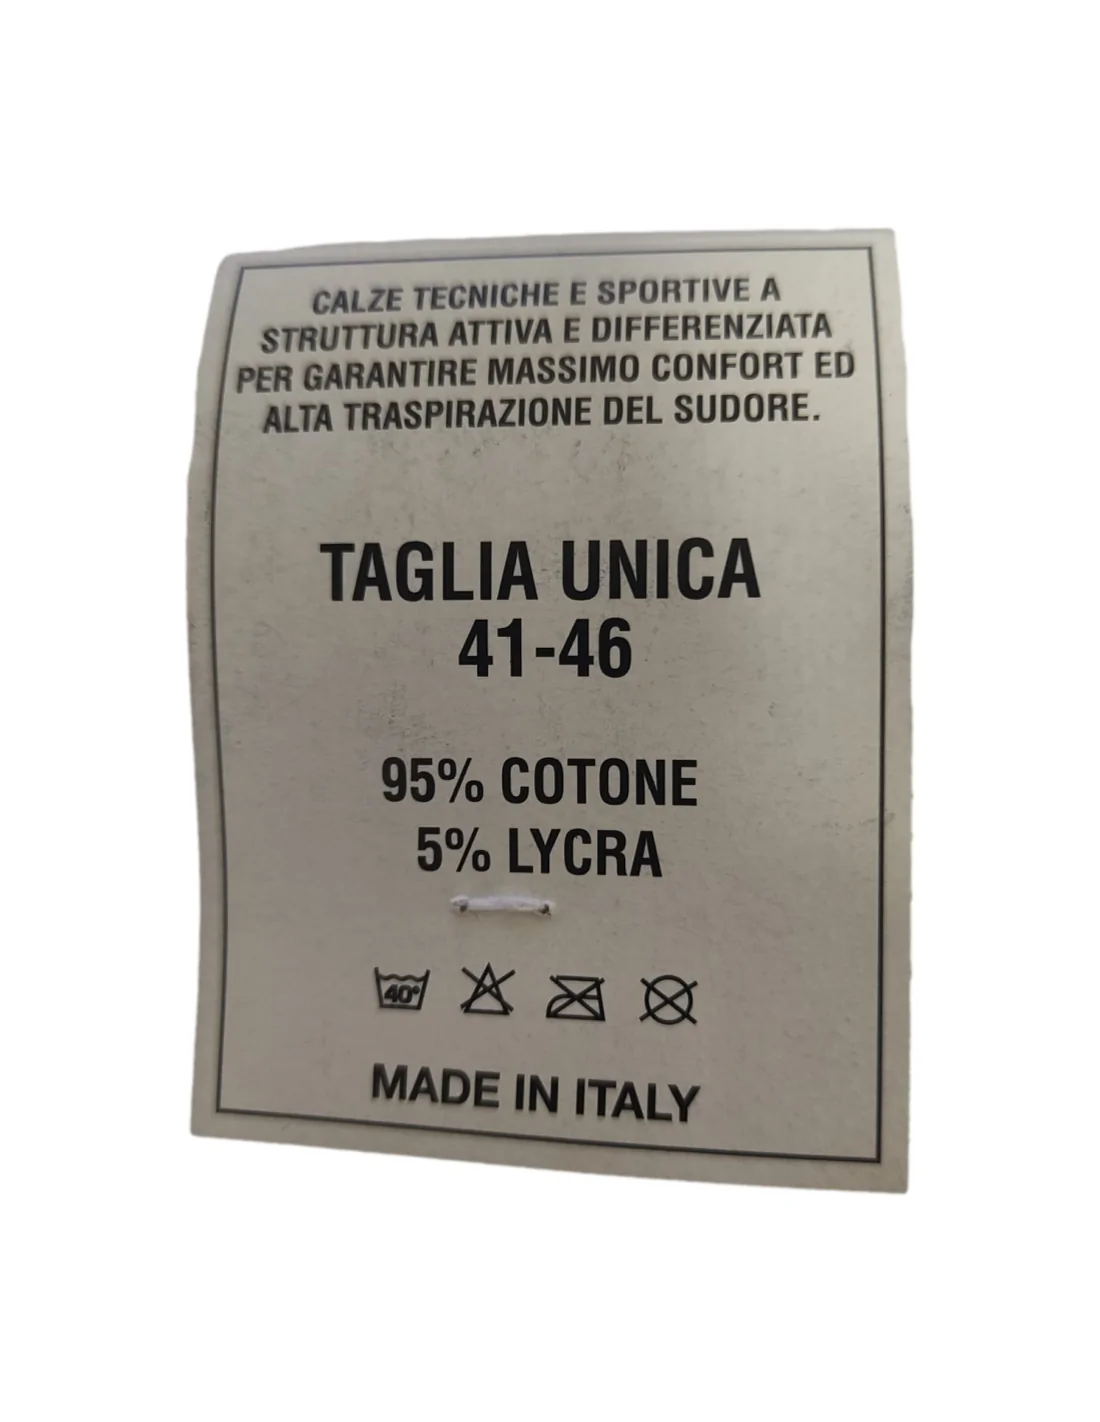 CALZE TECNICHE E SPORTIVE A
STRUTTURA ATTIVA E DIFFERENZIATA
PER GARANTIRE MASSIMO CONFORT ED
ALTA TRASPIRAZIONE DEL SUDORE.
TAGLIA UNICA
41-46
95% COTONE
5% LYCRA
40°
MADE IN ITALY